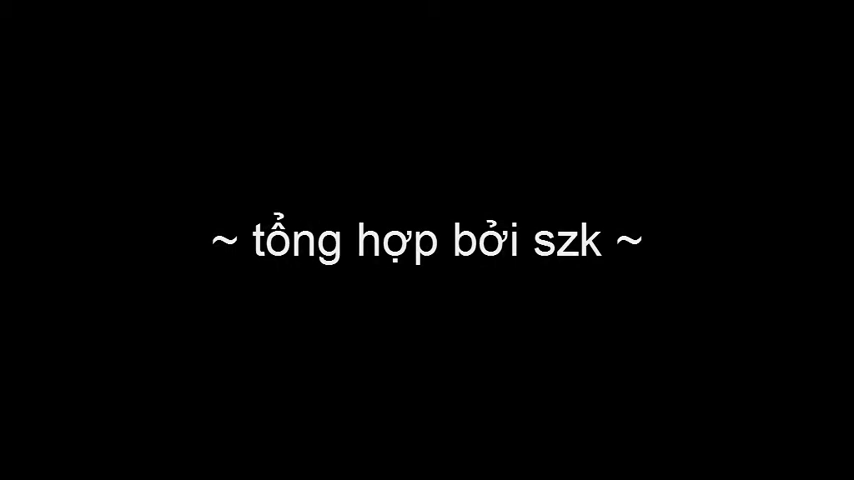 ~ tổng hợp bởi szk ~